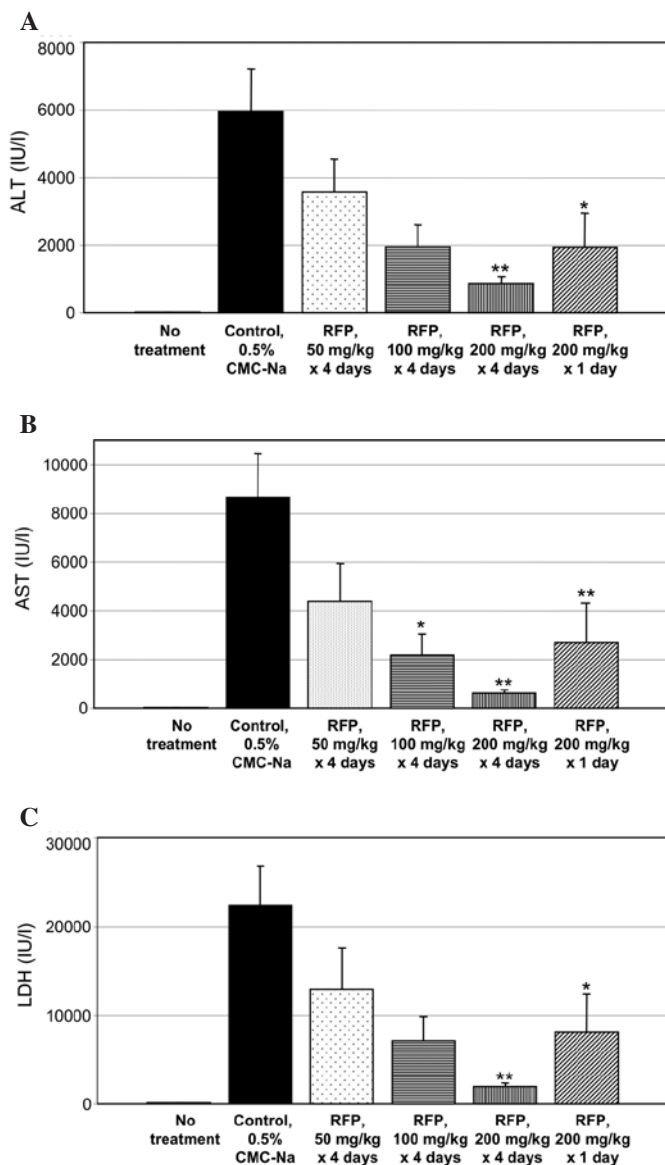 A
8000
6000
4000
2000
0
ALT (IU/l)
*
**
No treatment
Control, 0.5% CMC-Na
RFP, 50 mg/kg x 4 days
RFP, 100 mg/kg x 4 days
RFP, 200 mg/kg x 4 days
RFP, 200 mg/kg x 1 day
B
10000
8000
6000
4000
2000
0
AST (IU/l)
*
**
**
No treatment
Control, 0.5% CMC-Na
RFP, 50 mg/kg x 4 days
RFP, 100 mg/kg x 4 days
RFP, 200 mg/kg x 4 days
RFP, 200 mg/kg x 1 day
C
30000
20000
10000
0
LDH (IU/l)
*
**
No treatment
Control, 0.5% CMC-Na
RFP, 50 mg/kg x 4 days
RFP, 100 mg/kg x 4 days
RFP, 200 mg/kg x 4 days
RFP, 200 mg/kg x 1 day